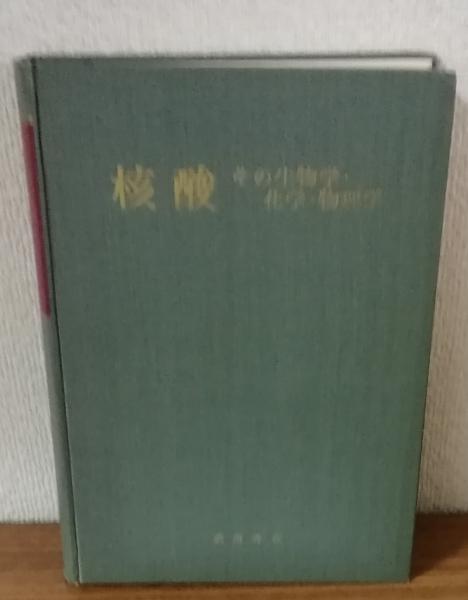 核酸
その生物学・
化学・物理学